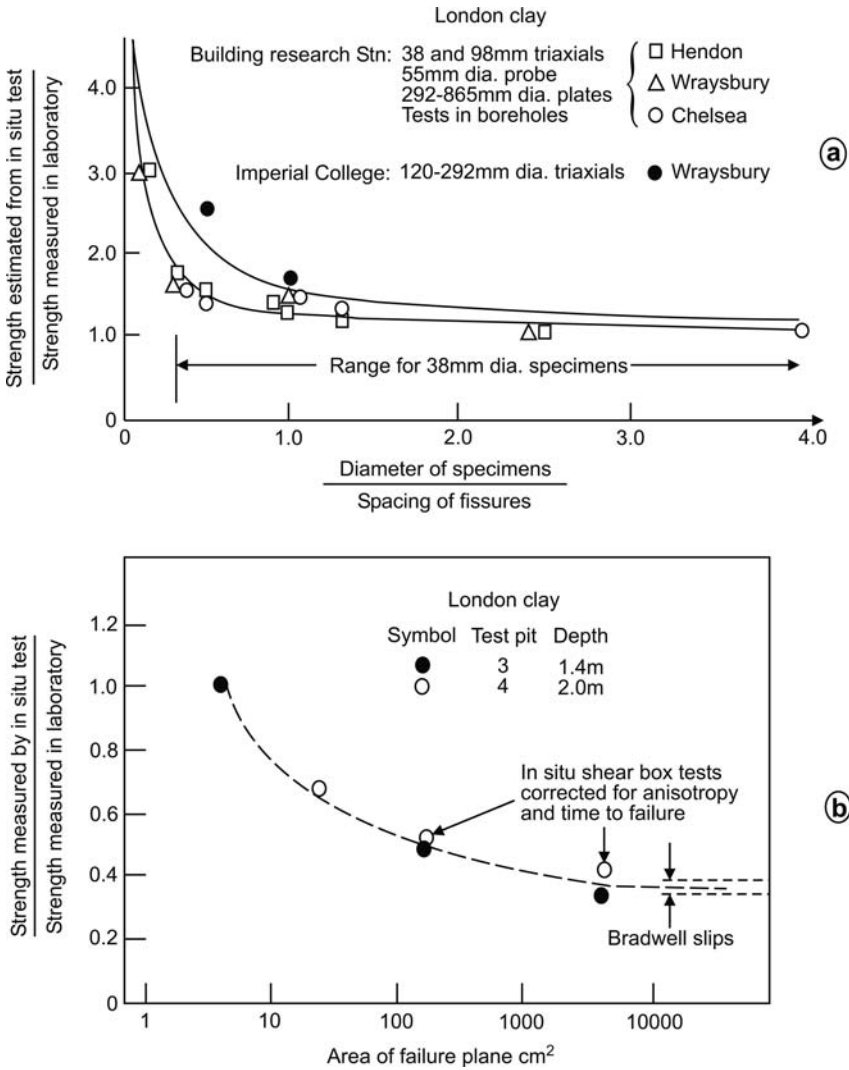 London clay
Building research Stn: 38 and 98mm triaxials
55mm dia. probe
292-865mm dia. plates
Tests in boreholes
Hendon
Wraysbury
Chelsea
Imperial College: 120-292mm dia. triaxials
Wraysbury
a
Strength estimated from in situ test
Strength measured in laboratory
4.0
3.0
2.0
1.0
0
Range for 38mm dia. specimens
0 1.0 2.0 3.0 4.0
Diameter of specimens
Spacing of fissures
London clay
Symbol Test pit Depth
3 1.4m
4 2.0m
In situ shear box tests
corrected for anisotropy
and time to failure
Bradwell slips
b
Strength measured by in situ test
Strength measured in laboratory
1.2
1.0
0.8
0.6
0.4
0.2
0
1 10 100 1000 10000
Area of failure plane cm²